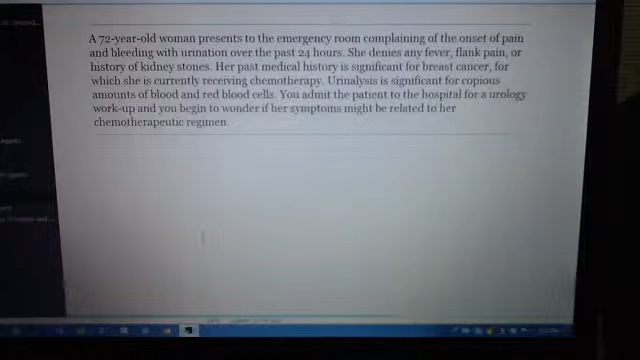 A 72-year-old woman presents to the emergency room complaining of the onset of pain
and bleeding with urination over the past 24 hours. She denies any fever, flank pain, or
history of kidney stones. Her past medical history is significant for breast cancer, for
which she is currently receiving chemotherapy. Urinalysis is significant for copious
amounts of blood and red blood cells. You admit the patient to the hospital for a urology
work-up and you begin to wonder if her symptoms might be related to her
chemotherapeutic regimen.